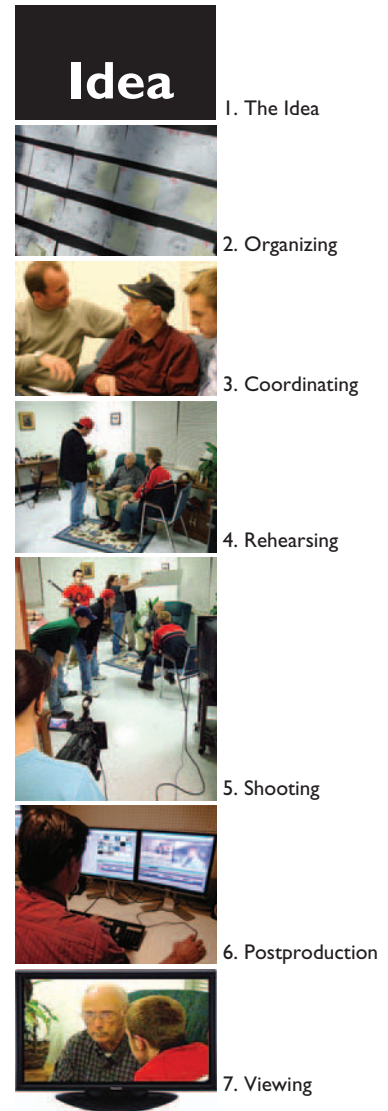 Idea
1. The Idea
2. Organizing
3. Coordinating
4. Rehearsing
5. Shooting
6. Postproduction
7. Viewing